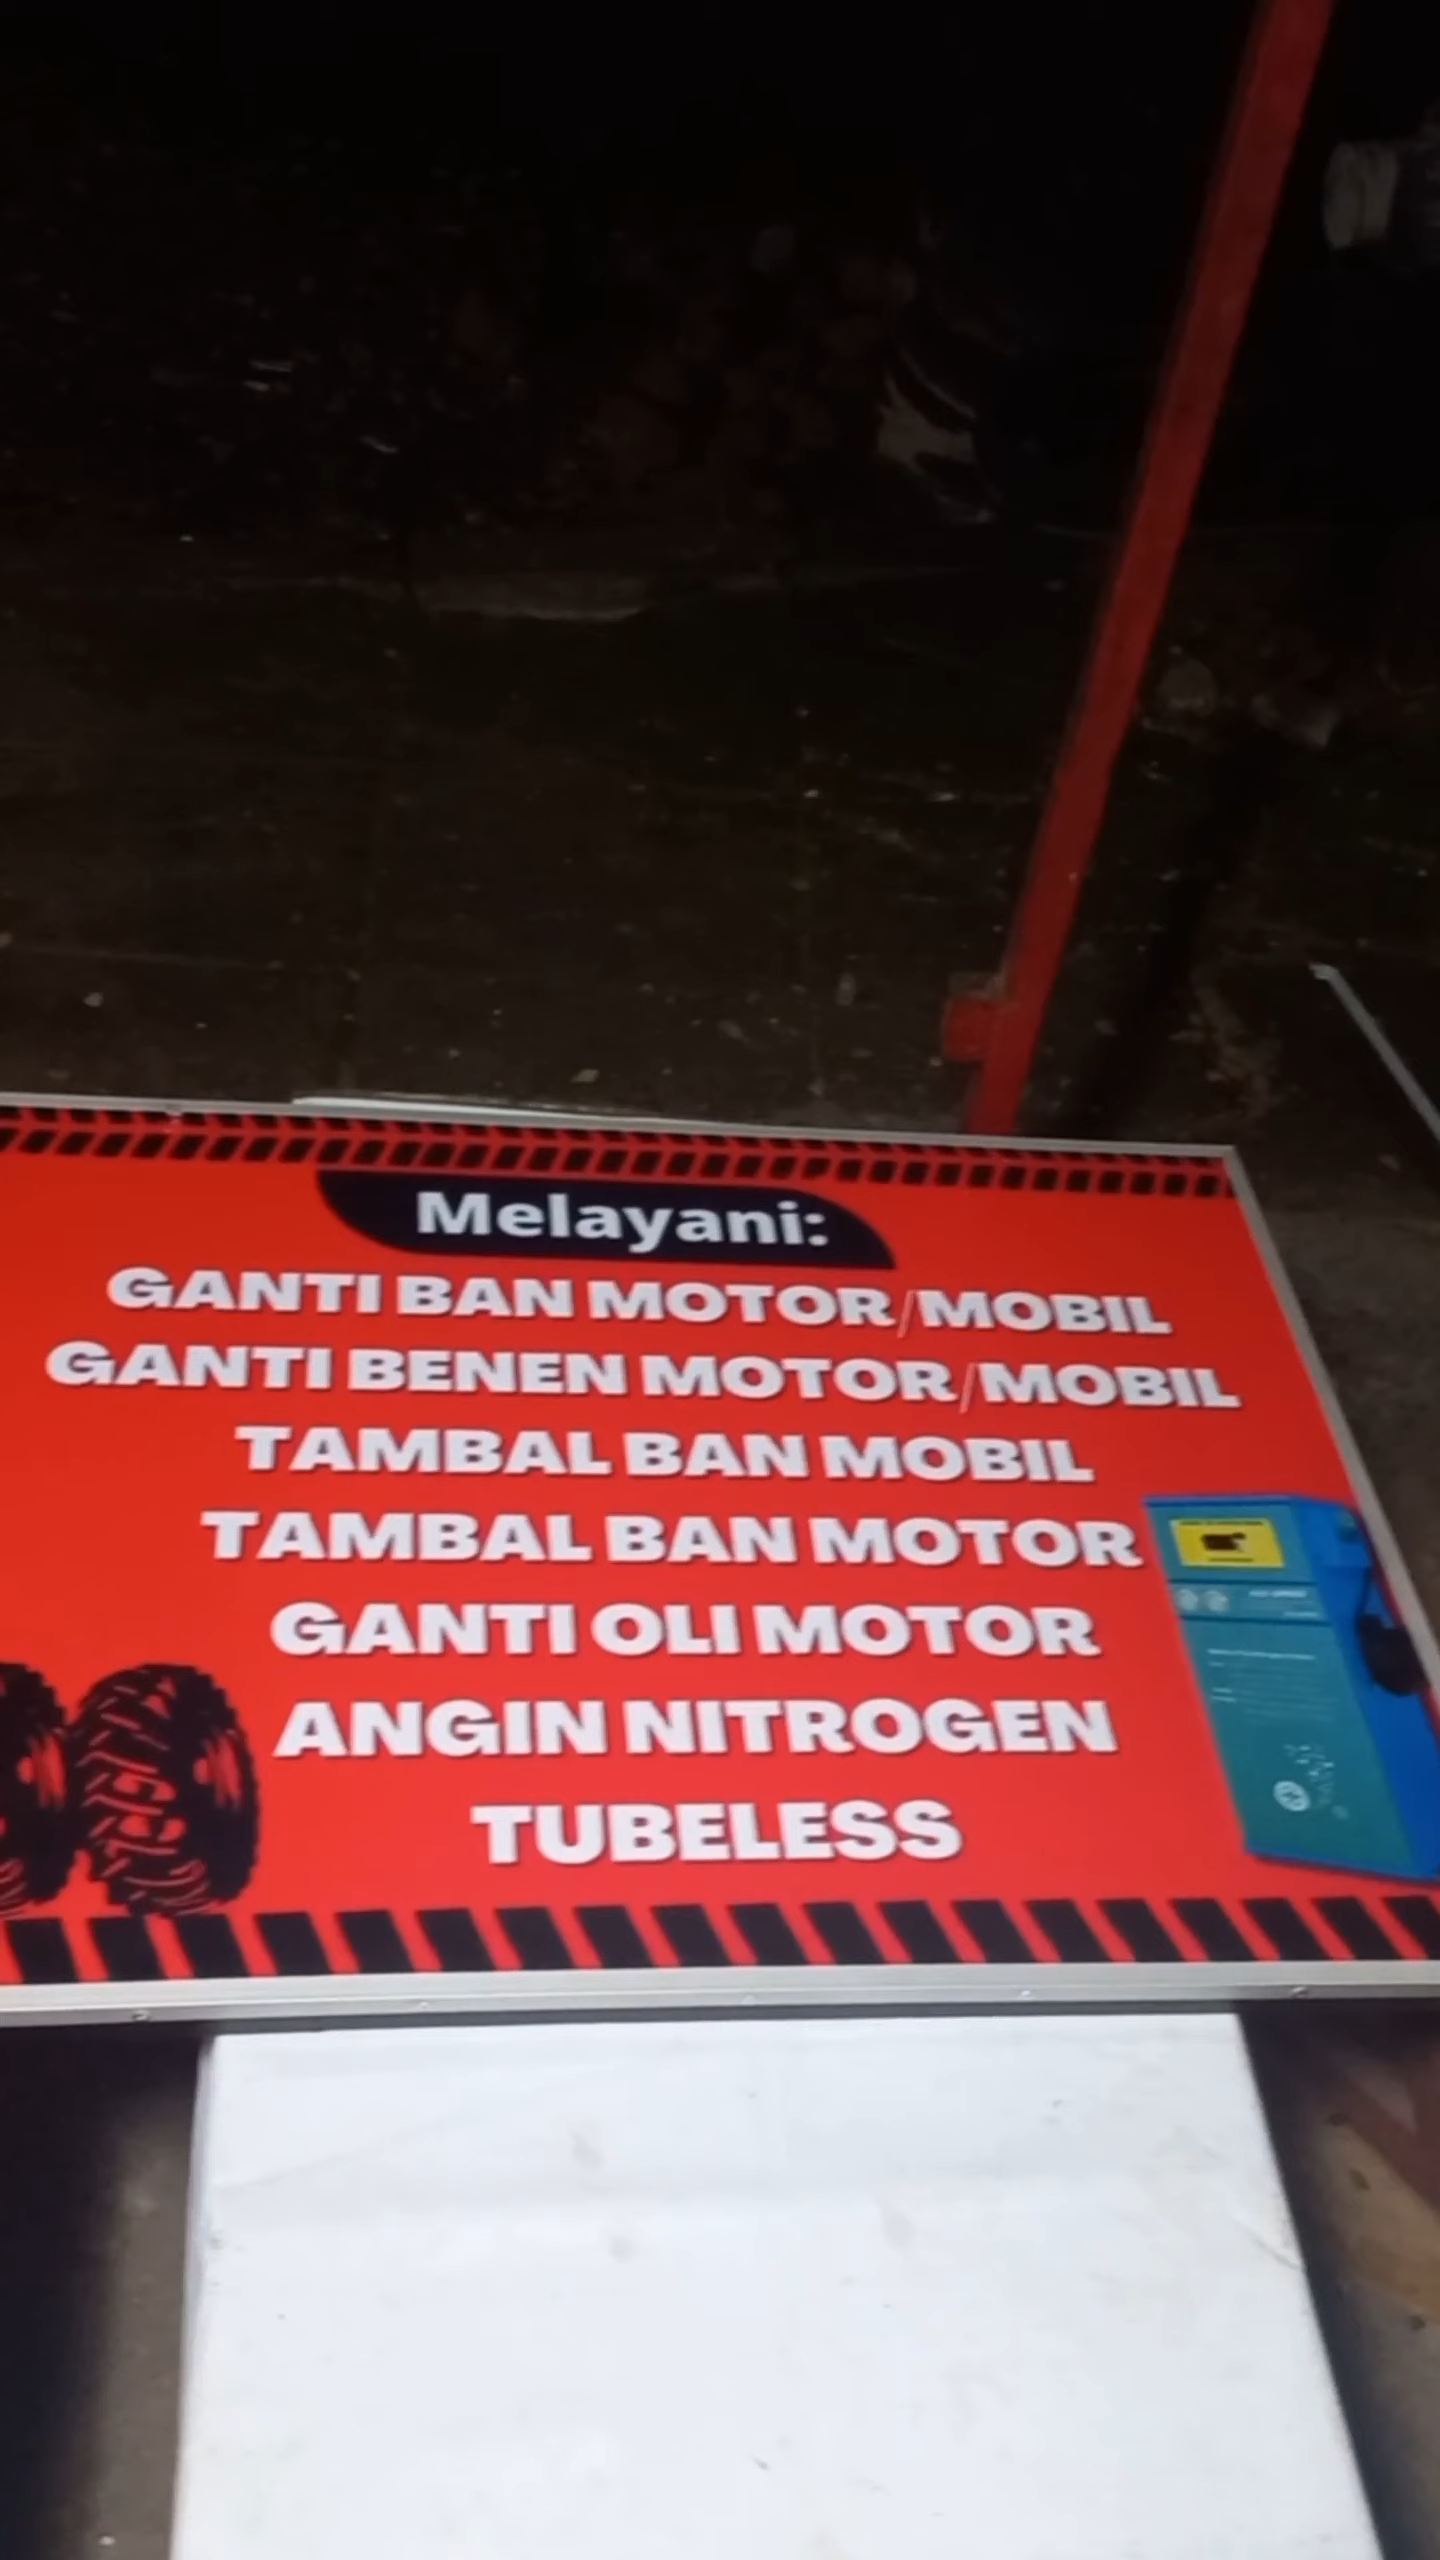 Melayani:
GANTI BAN MOTOR/MOBIL
GANTI BENEN MOTOR/MOBIL
TAMBAL BAN MOBIL
TAMBAL BAN MOTOR
GANTI OLI MOTOR
ANGIN NITROGEN
TUBELESS